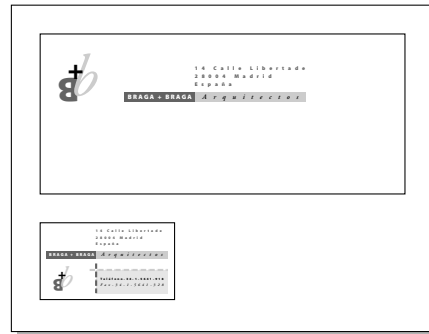 14 Calle Libertade
28004 Madrid
España
BRAGA + BRAGA Arquitectos
14 Calle Libertade
28004 Madrid
España
BRAGA + BRAGA Arquitectos